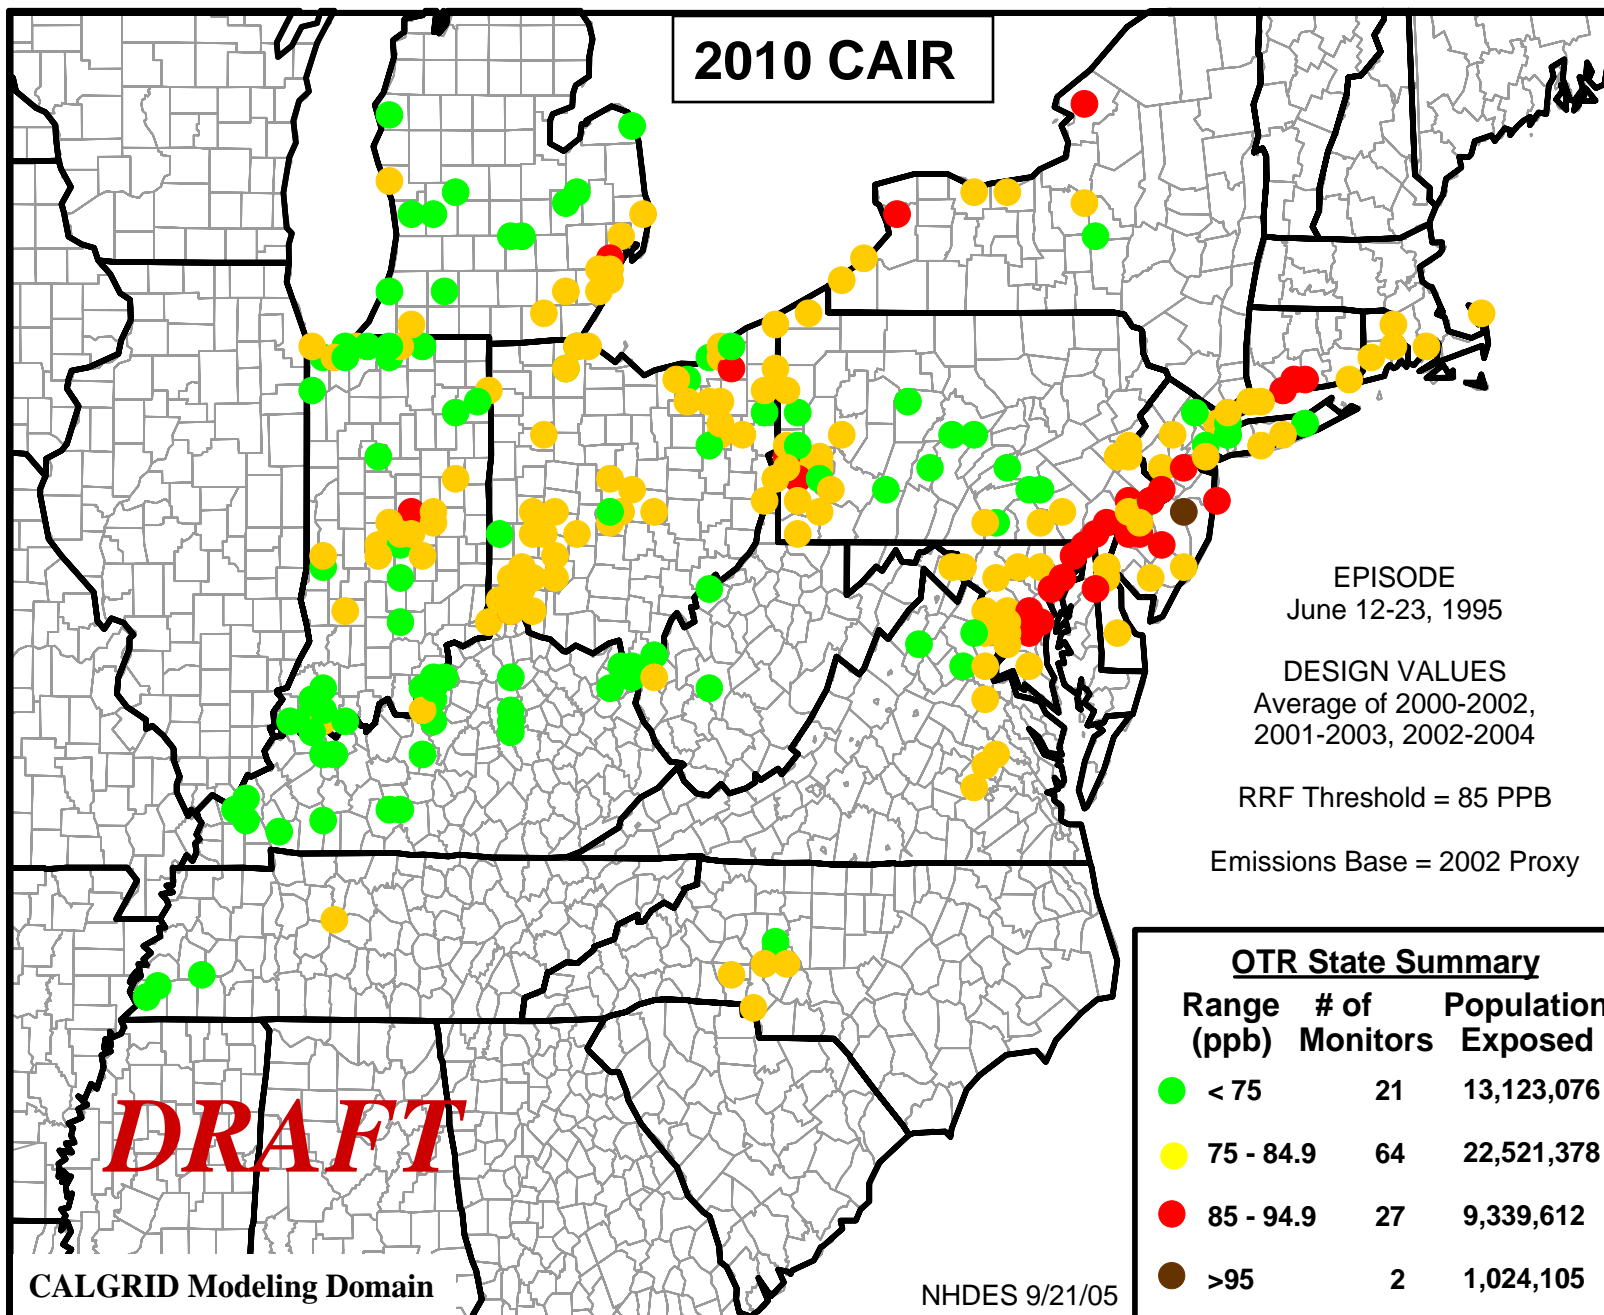 2010 CAIR
EPISODE
June 12-23, 1995
DESIGN VALUES
Average of 2000-2002,
2001-2003, 2002-2004
RRF Threshold = 85 PPB
Emissions Base = 2002 Proxy
OTR State Summary
Range # of Population
(ppb) Monitors Exposed
< 75 21 13,123,076
75 - 84.9 64 22,521,378
85 - 94.9 27 9,339,612
>95 2 1,024,105
DRAFT
CALGRID Modeling Domain
NHDES 9/21/05